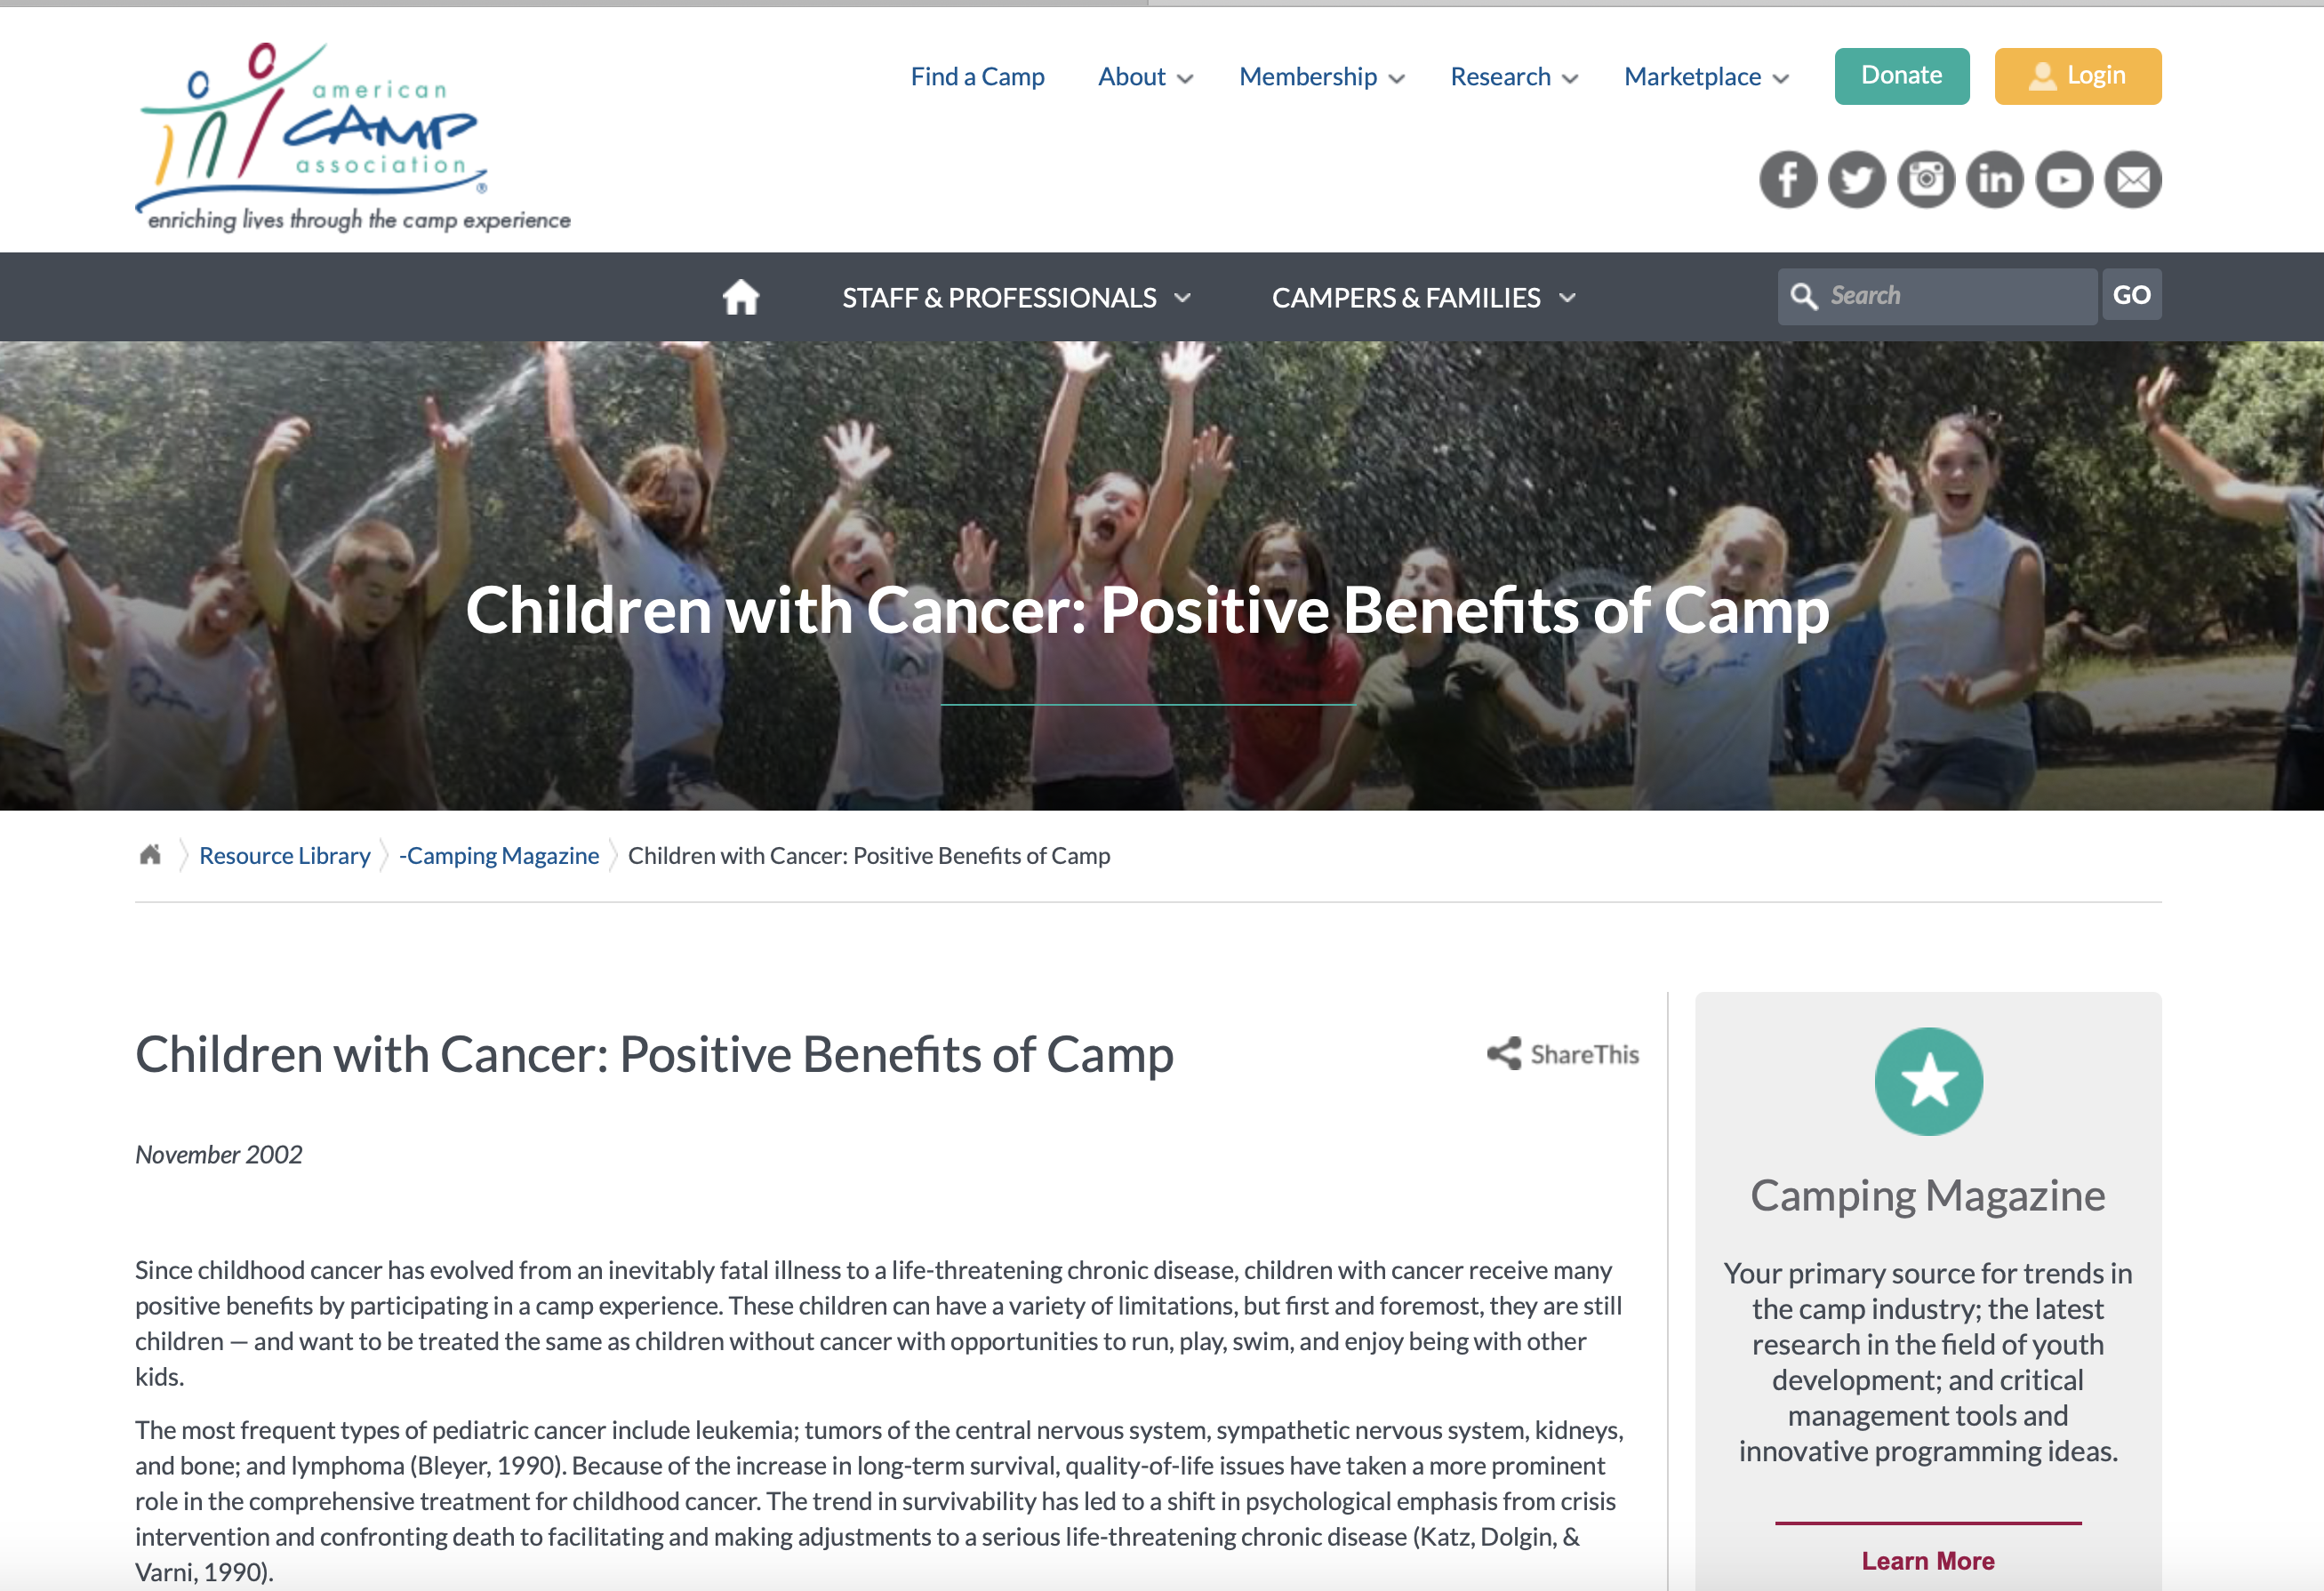 american
CAMP
association
®
enriching lives through the camp experience
Find a Camp
About
Membership
Research
Marketplace
Donate
Login
STAFF & PROFESSIONALS
CAMPERS & FAMILIES
Search
GO
Children with Cancer: Positive Benefits of Camp
Resource Library
-Camping Magazine
Children with Cancer: Positive Benefits of Camp
Children with Cancer: Positive Benefits of Camp
ShareThis
November 2002
Since childhood cancer has evolved from an inevitably fatal illness to a life-threatening chronic disease, children with cancer receive many
positive benefits by participating in a camp experience. These children can have a variety of limitations, but first and foremost, they are still
children — and want to be treated the same as children without cancer with opportunities to run, play, swim, and enjoy being with other
kids.
The most frequent types of pediatric cancer include leukemia; tumors of the central nervous system, sympathetic nervous system, kidneys,
and bone; and lymphoma (Bleyer, 1990). Because of the increase in long-term survival, quality-of-life issues have taken a more prominent
role in the comprehensive treatment for childhood cancer. The trend in survivability has led to a shift in psychological emphasis from crisis
intervention and confronting death to facilitating and making adjustments to a serious life-threatening chronic disease (Katz, Dolgin, &
Varni, 1990).
Camping Magazine
Your primary source for trends in
the camp industry; the latest
research in the field of youth
development; and critical
management tools and
innovative programming ideas.
Learn More